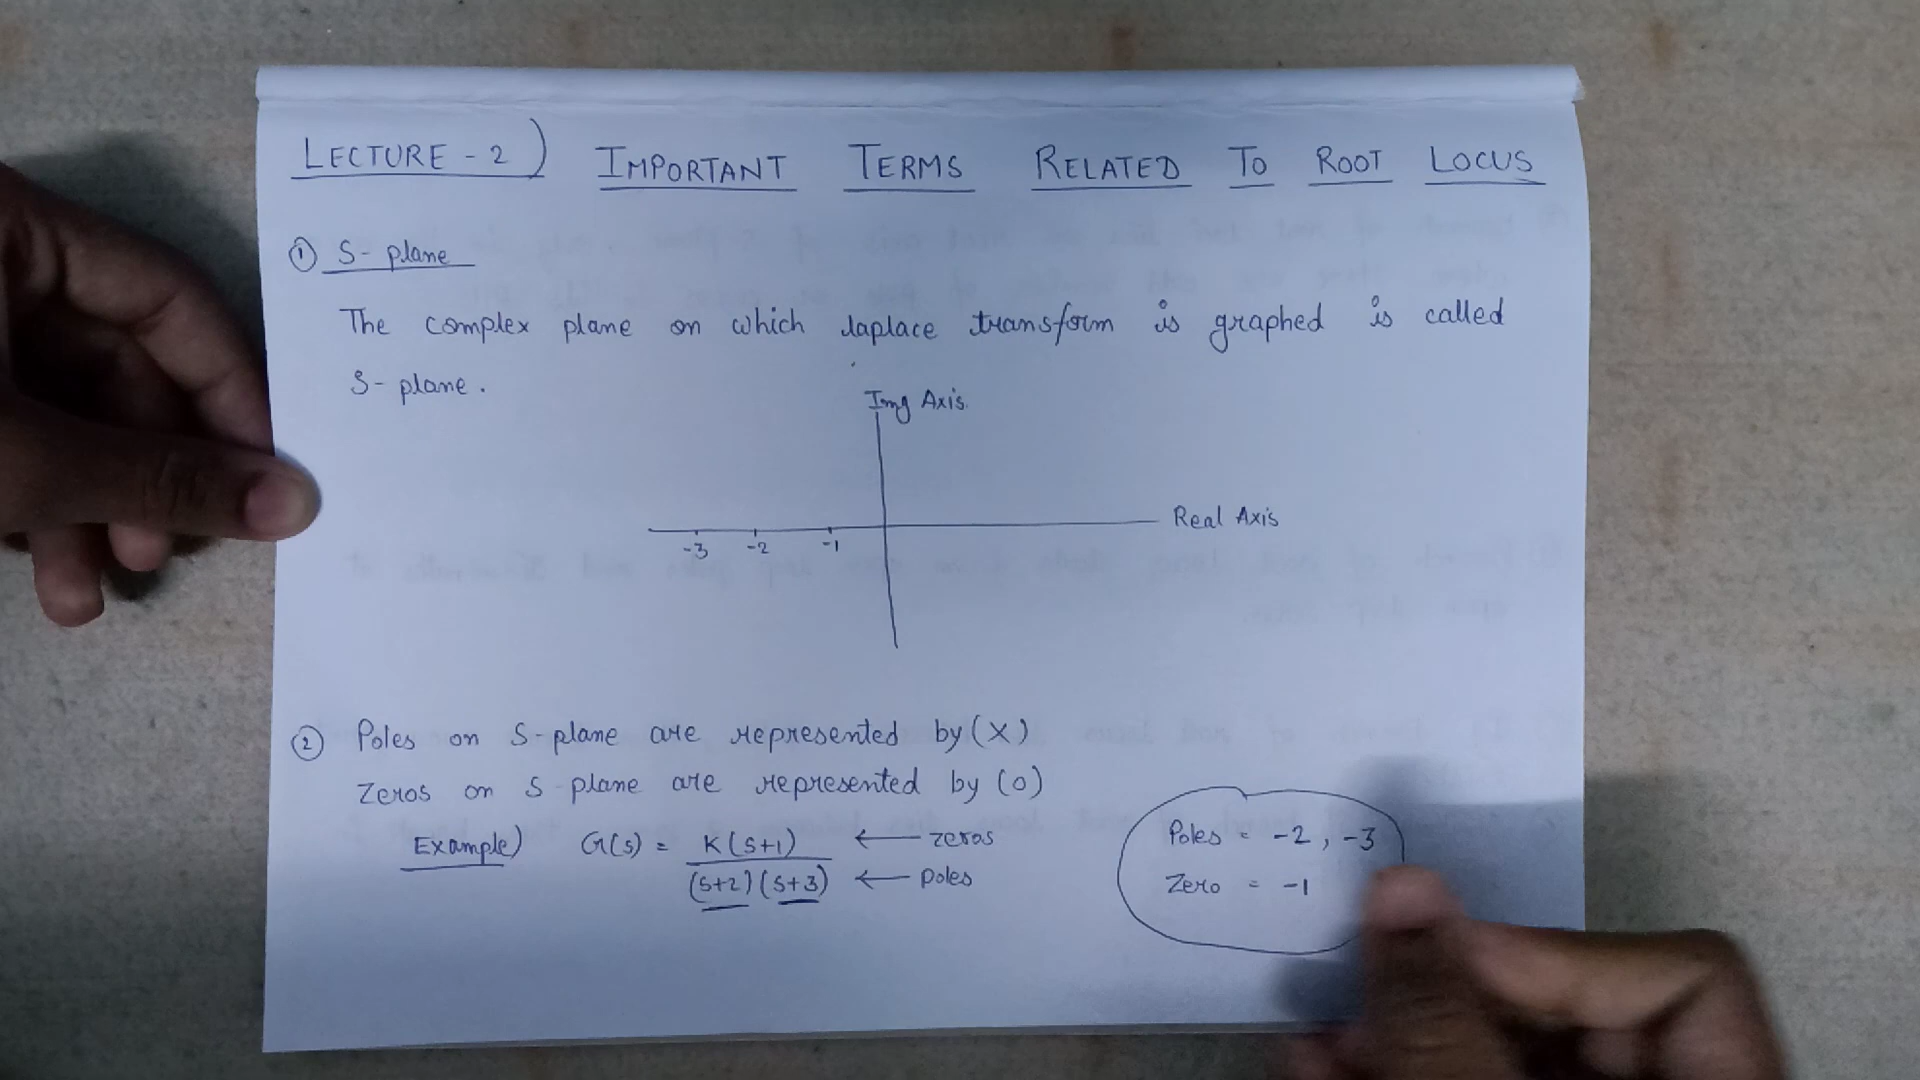 LECTURE - 2) IMPORTANT TERMS RELATED TO ROOT LOCUS
① S-plane
The complex plane on which laplace transform is graphed is called
S-plane.
Img Axis.
Real Axis
-3 -2 -1
② Poles on S-plane are represented by (X)
Zeros on S-plane are represented by (O)
Example) G(s) = K(s+1) ← zeros
(s+2)(s+3) ← Poles
Poles = -2, -3
Zero = -1